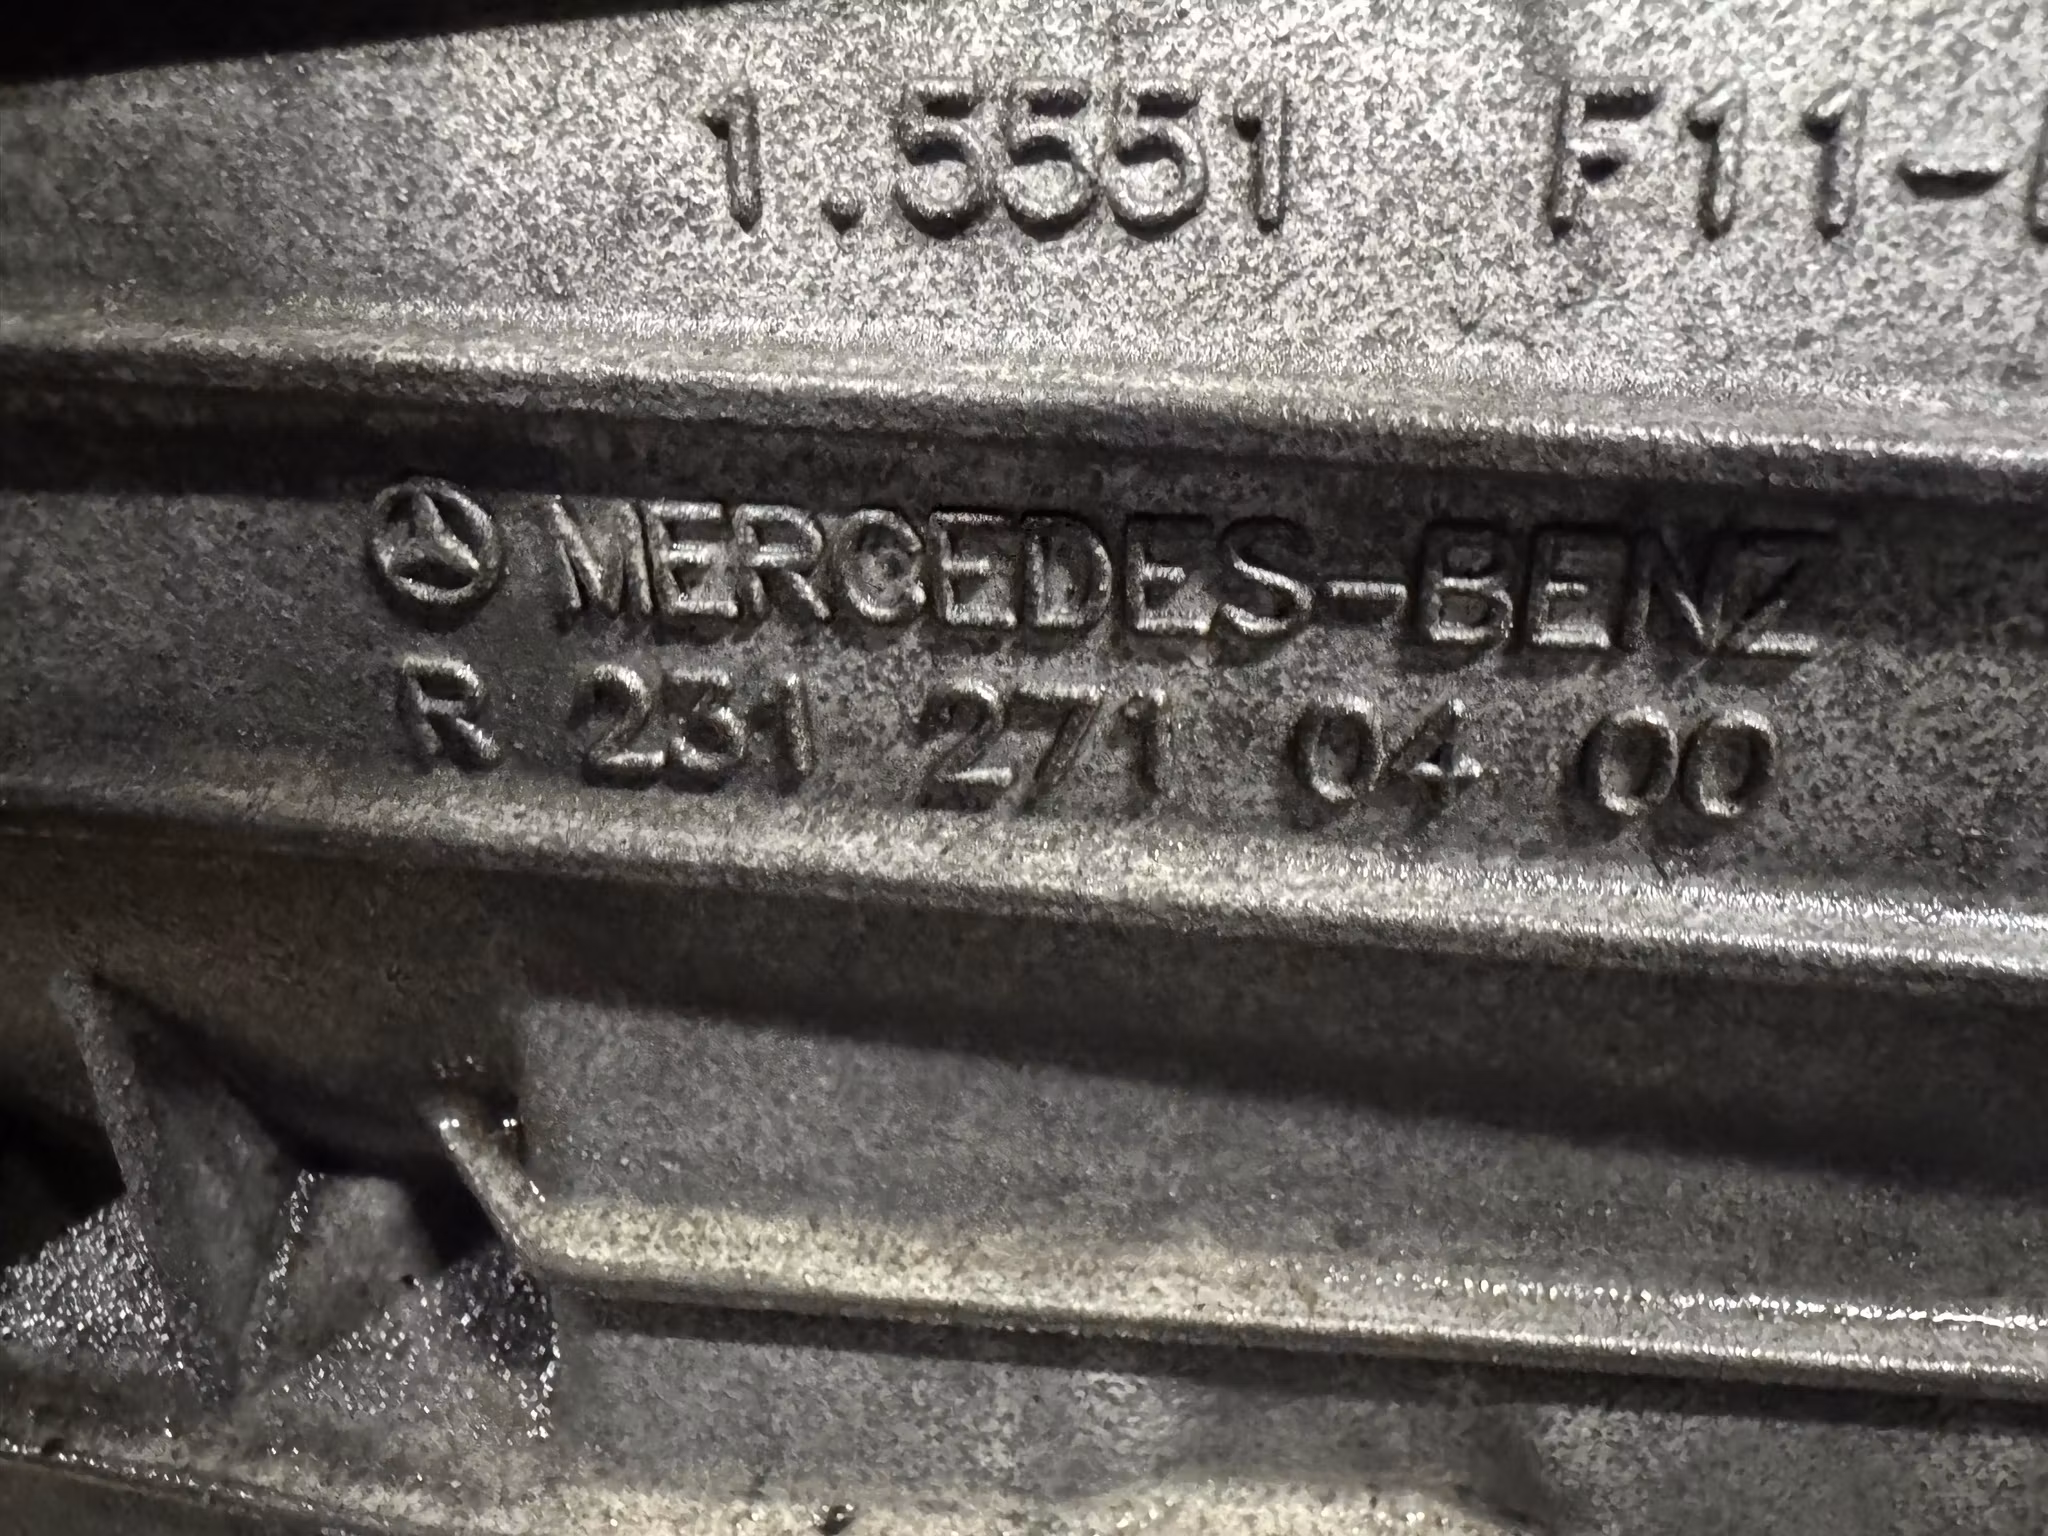 1.5551 F11-
MERCEDES-BENZ
R 231 271 04 00